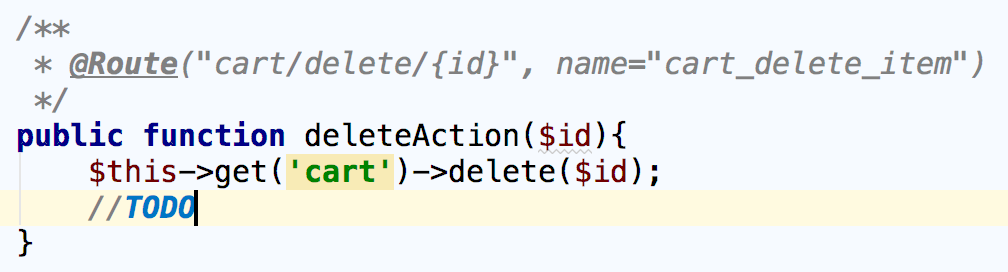 /**
 * @Route("cart/delete/{id}", name="cart_delete_item")
 */
public function deleteAction($id){
    $this->get('cart')->delete($id);
    //TODO
}